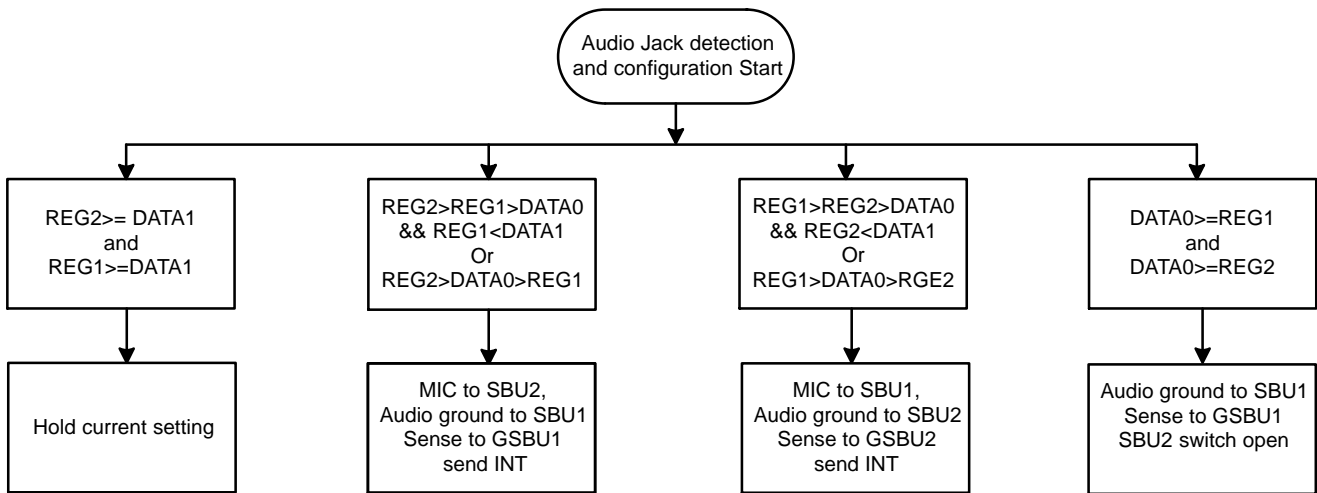 Audio Jack detection
and configuration Start
REG2>= DATA1
and
REG1>=DATA1
REG2>REG1>DATA0
&& REG1<DATA1
Or
REG2>DATA0>REG1
REG1>REG2>DATA0
&& REG2<DATA1
Or
REG1>DATA0>RGE2
DATA0>=REG1
and
DATA0>=REG2
Hold current setting
MIC to SBU2,
Audio ground to SBU1
Sense to GSBU1
send INT
MIC to SBU1,
Audio ground to SBU2
Sense to GSBU2
send INT
Audio ground to SBU1
Sense to GSBU1
SBU2 switch open